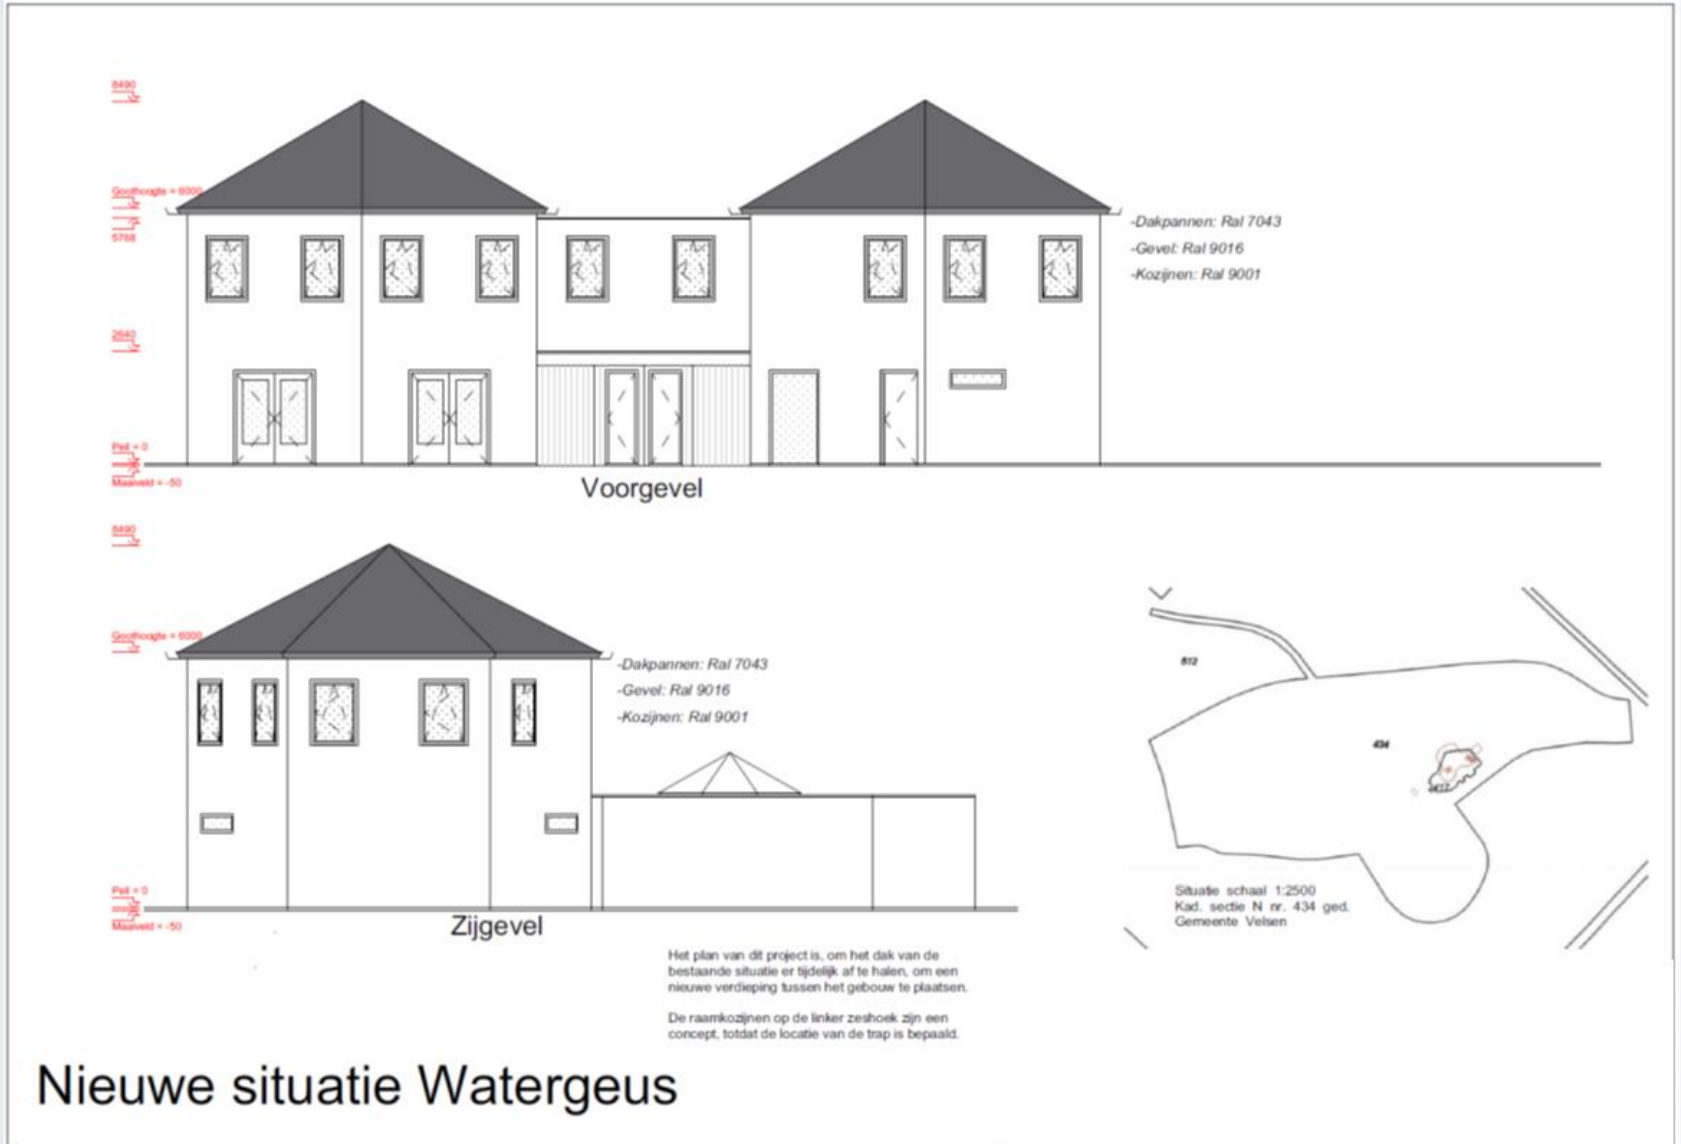 8490
Goothoogte = 6000
5768
-Dakpannen: Ral 7043
-Gevel: Ral 9016
-Kozijnen: Ral 9001
2640
Peil = 0
Maaiveld = -50
Voorgevel
8490
Goothoogte = 6000
-Dakpannen: Ral 7043
-Gevel: Ral 9016
-Kozijnen: Ral 9001
Peil = 0
Maaiveld = -50
Zijgevel
434
Situatie schaal 1:2500
Kad. sectie N nr. 434 ged.
Gemeente Velsen
Het plan van dit project is, om het dak van de
bestaande situatie er tijdelijk af te halen, om een
nieuwe verdieping tussen het gebouw te plaatsen.
De raamkozijnen op de linker zeshoek zijn een
concept, totdat de locatie van de trap is bepaald.
Nieuwe situatie Watergeus